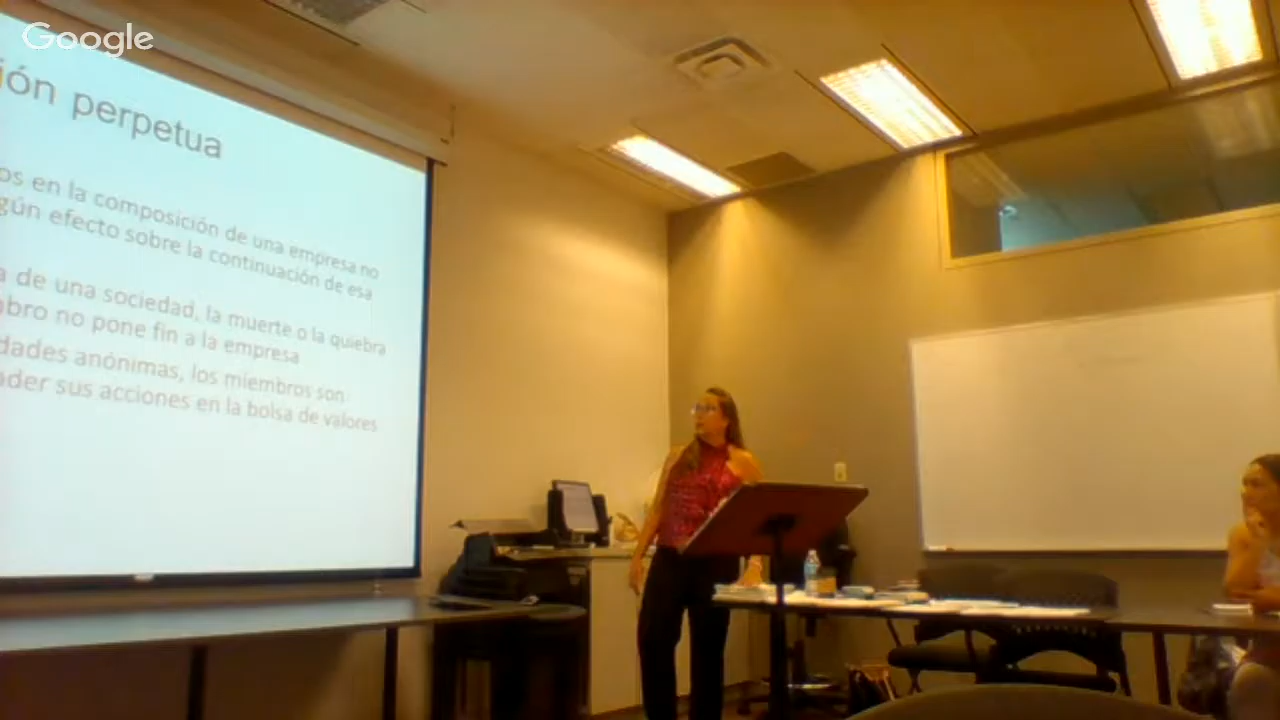 Google
ión perpetua
os en la composición de una empresa no
gún efecto sobre la continuación de esa
a de una sociedad, la muerte o la quiebra
bro no pone fin a la empresa
dades anónimas, los miembros son
der sus acciones en la bolsa de valores